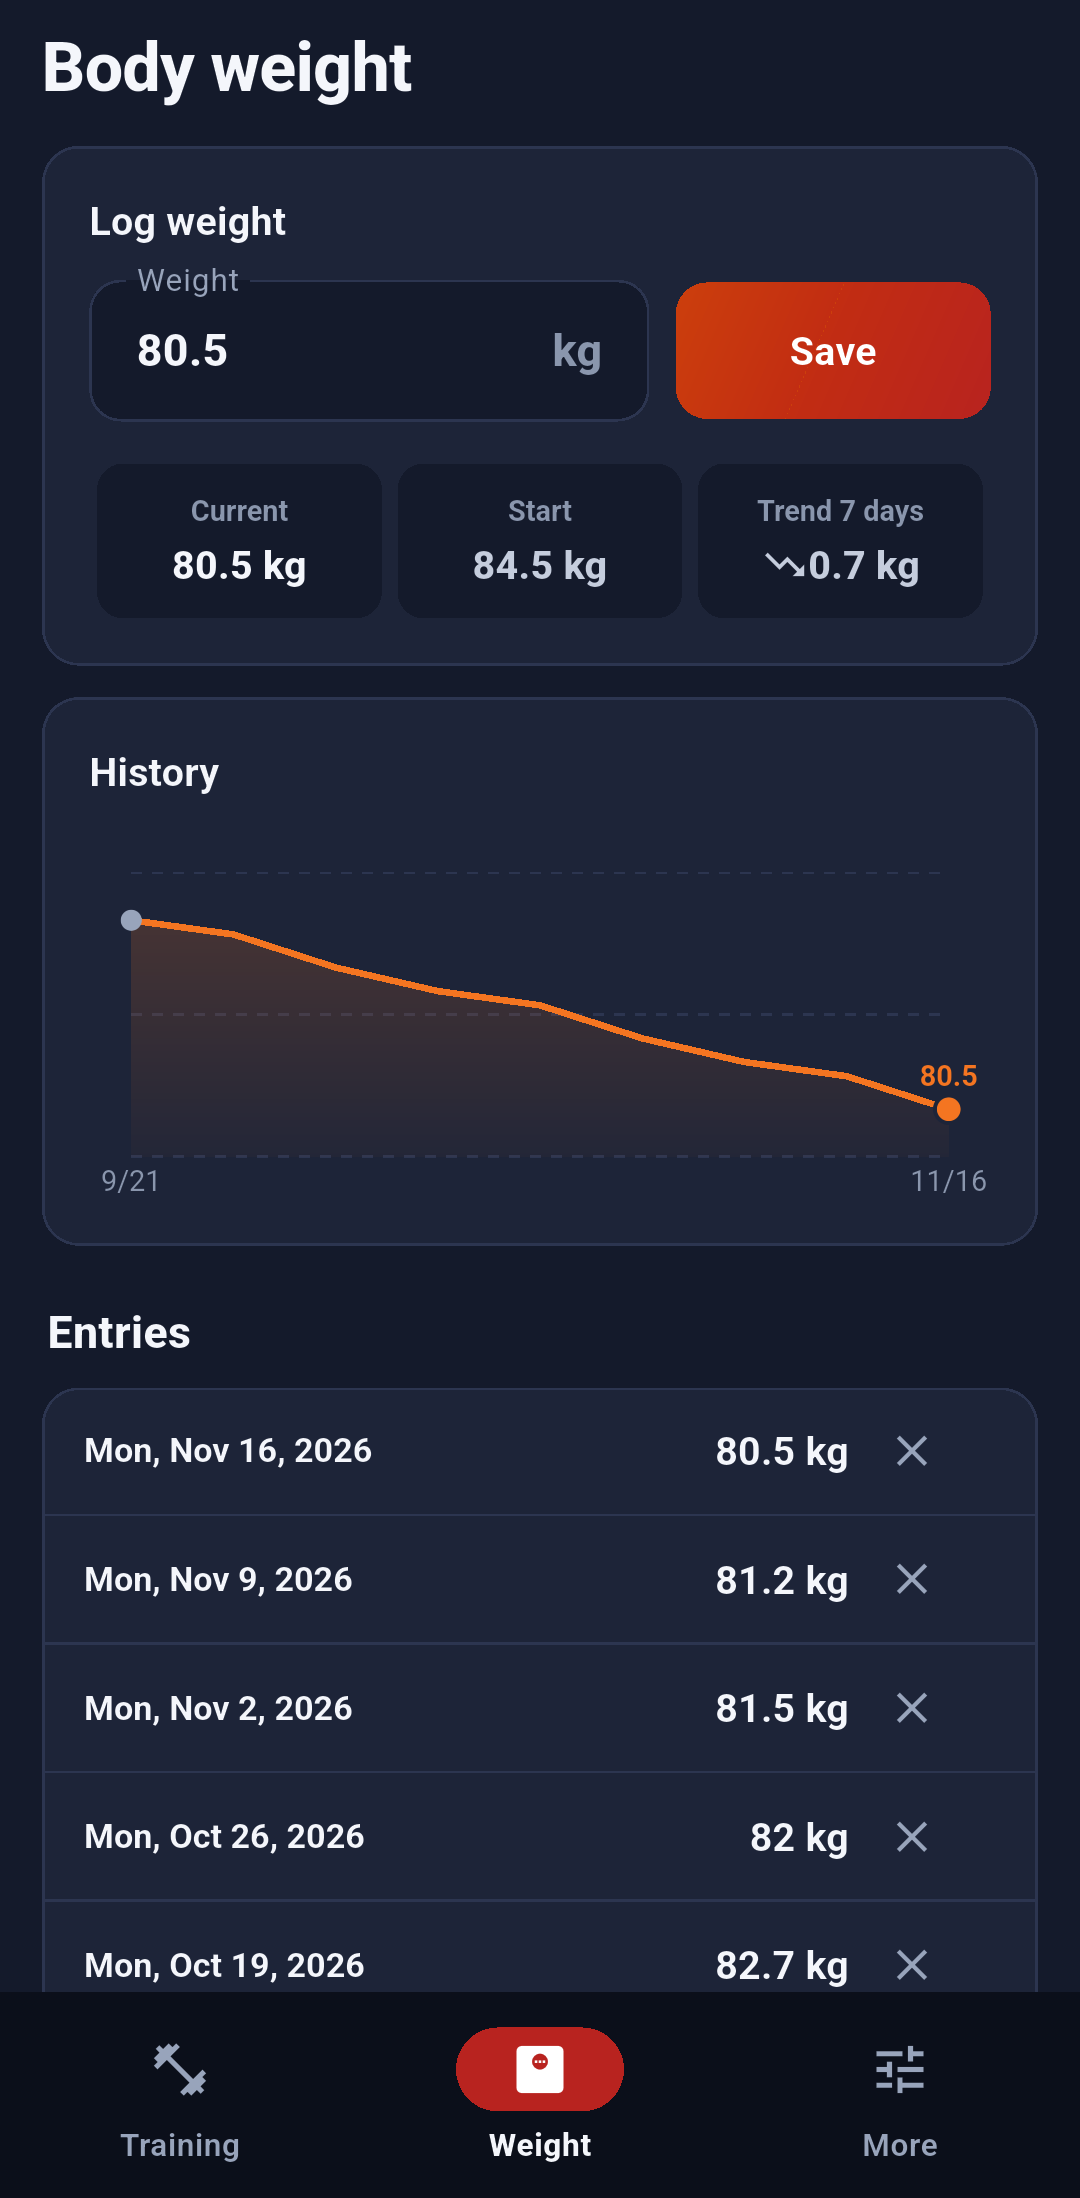 Body weight
Log weight
Weight
80.5 kg
Save
Current
80.5 kg
Start
84.5 kg
Trend 7 days
0.7 kg
History
80.5
9/21
11/16
Entries
Mon, Nov 16, 2026 80.5 kg
Mon, Nov 9, 2026 81.2 kg
Mon, Nov 2, 2026 81.5 kg
Mon, Oct 26, 2026 82 kg
Mon, Oct 19, 2026 82.7 kg
Training
Weight
More